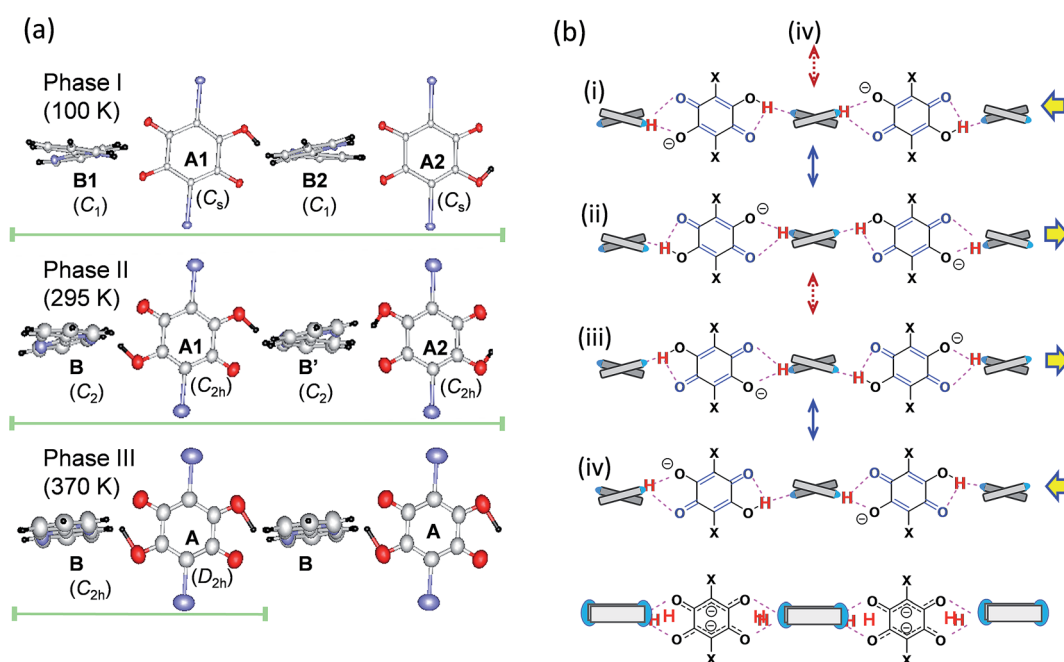 (a)
Phase I
(100 K)
B1
(C₁)
A1
(Cₛ)
B2
(C₁)
A2
(Cₛ)
Phase II
(295 K)
B
(C₂)
A1
(C₂ₕ)
B’
(C₂)
A2
(C₂ₕ)
Phase III
(370 K)
B
(C₂ₕ)
A
(D₂ₕ)
B
A
(b)
(iv)
(i)
X X
O O H ⊖ O O
H H H
⊖ O O O O
X X
(ii)
X X
O O ⊖ O O
H H H H
O O O O ⊖
X X
(iii)
X X
H O O O O ⊖
H H H
O O ⊖ O O
X X
(iv)
X X
⊖ O O O O H
H H H
O O ⊖ O O
X X
X X
O O O O
H H H H H H
⊖ ⊖
⊖ ⊖
O O O O
X X